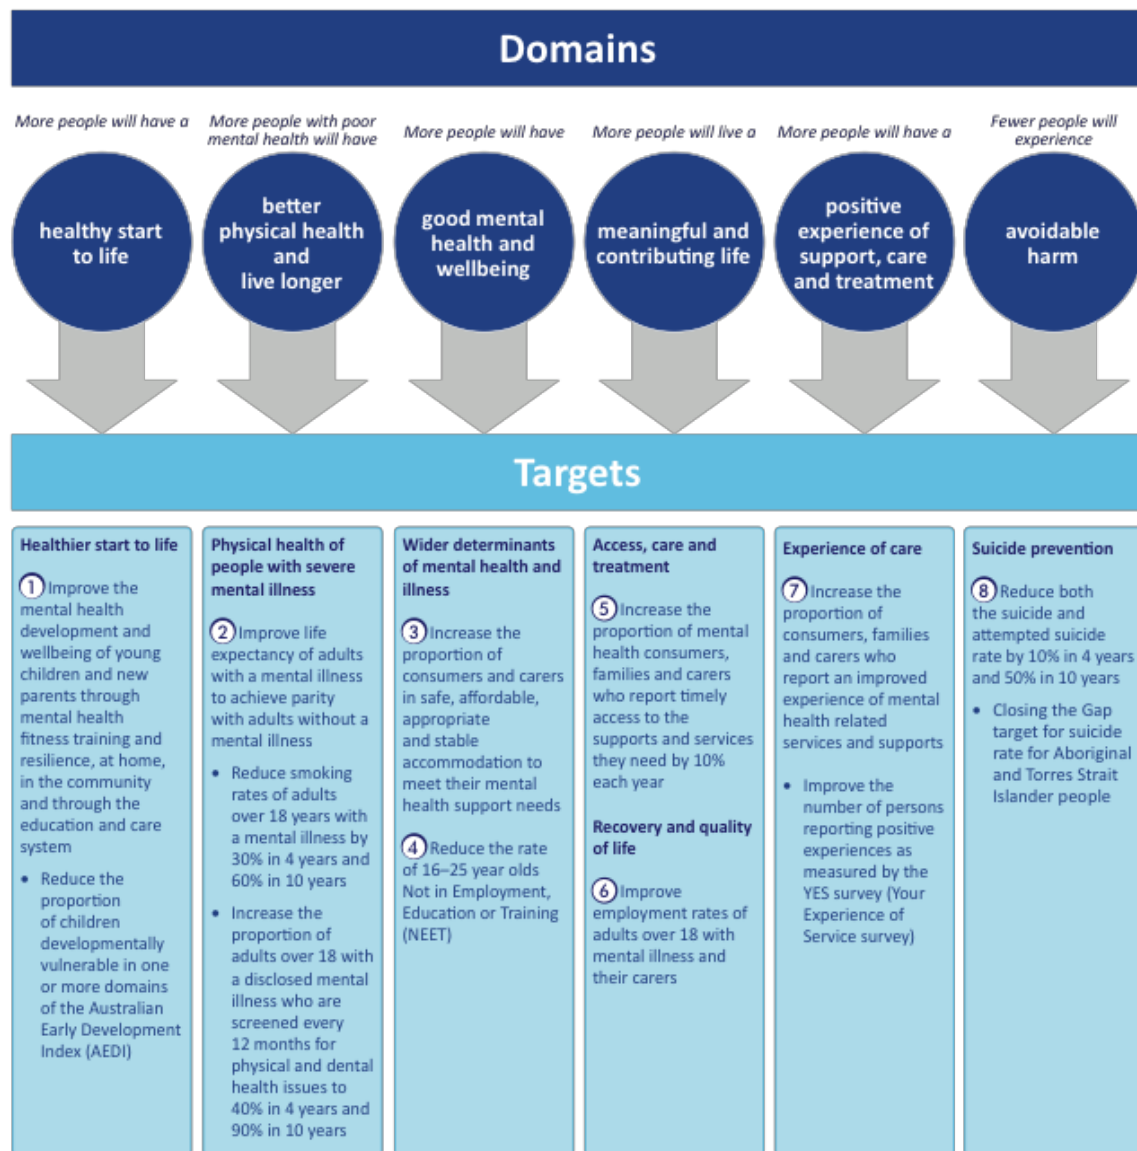 Domains
More people will have a
healthy start
to life
More people with poor
mental health will have
better
physical health
and
live longer
More people will have
good mental
health and
wellbeing
More people will live a
meaningful and
contributing life
More people will have a
positive
experience of
support, care
and treatment
Fewer people will
experience
avoidable
harm
Targets
Healthier start to life
1 Improve the
mental health
development and
wellbeing of young
children and new
parents through
mental health
fitness training and
resilience, at home,
in the community
and through the
education and care
system
• Reduce the
proportion
of children
developmentally
vulnerable in one
or more domains
of the Australian
Early Development
Index (AEDI)
Physical health of
people with severe
mental illness
2 Improve life
expectancy of adults
with a mental illness
to achieve parity
with adults without a
mental illness
• Reduce smoking
rates of adults
over 18 years with
a mental illness by
30% in 4 years and
60% in 10 years
• Increase the
proportion of
adults over 18 with
a disclosed mental
illness who are
screened every
12 months for
physical and dental
health issues to
40% in 4 years and
90% in 10 years
Wider determinants
of mental health and
illness
3 Increase the
proportion of
consumers and carers
in safe, affordable,
appropriate
and stable
accommodation to
meet their mental
health support needs
4 Reduce the rate
of 16–25 year olds
Not in Employment,
Education or Training
(NEET)
Access, care and
treatment
5 Increase the
proportion of mental
health consumers,
families and carers
who report timely
access to the
supports and services
they need by 10%
each year
Recovery and quality
of life
6 Improve
employment rates of
adults over 18 with
mental illness and
their carers
Experience of care
7 Increase the
proportion of
consumers, families
and carers who
report an improved
experience of mental
health related
services and supports
• Improve the
number of persons
reporting positive
experiences as
measured by the
YES survey (Your
Experience of
Service survey)
Suicide prevention
8 Reduce both
the suicide and
attempted suicide
rate by 10% in 4 years
and 50% in 10 years
• Closing the Gap
target for suicide
rate for Aboriginal
and Torres Strait
Islander people